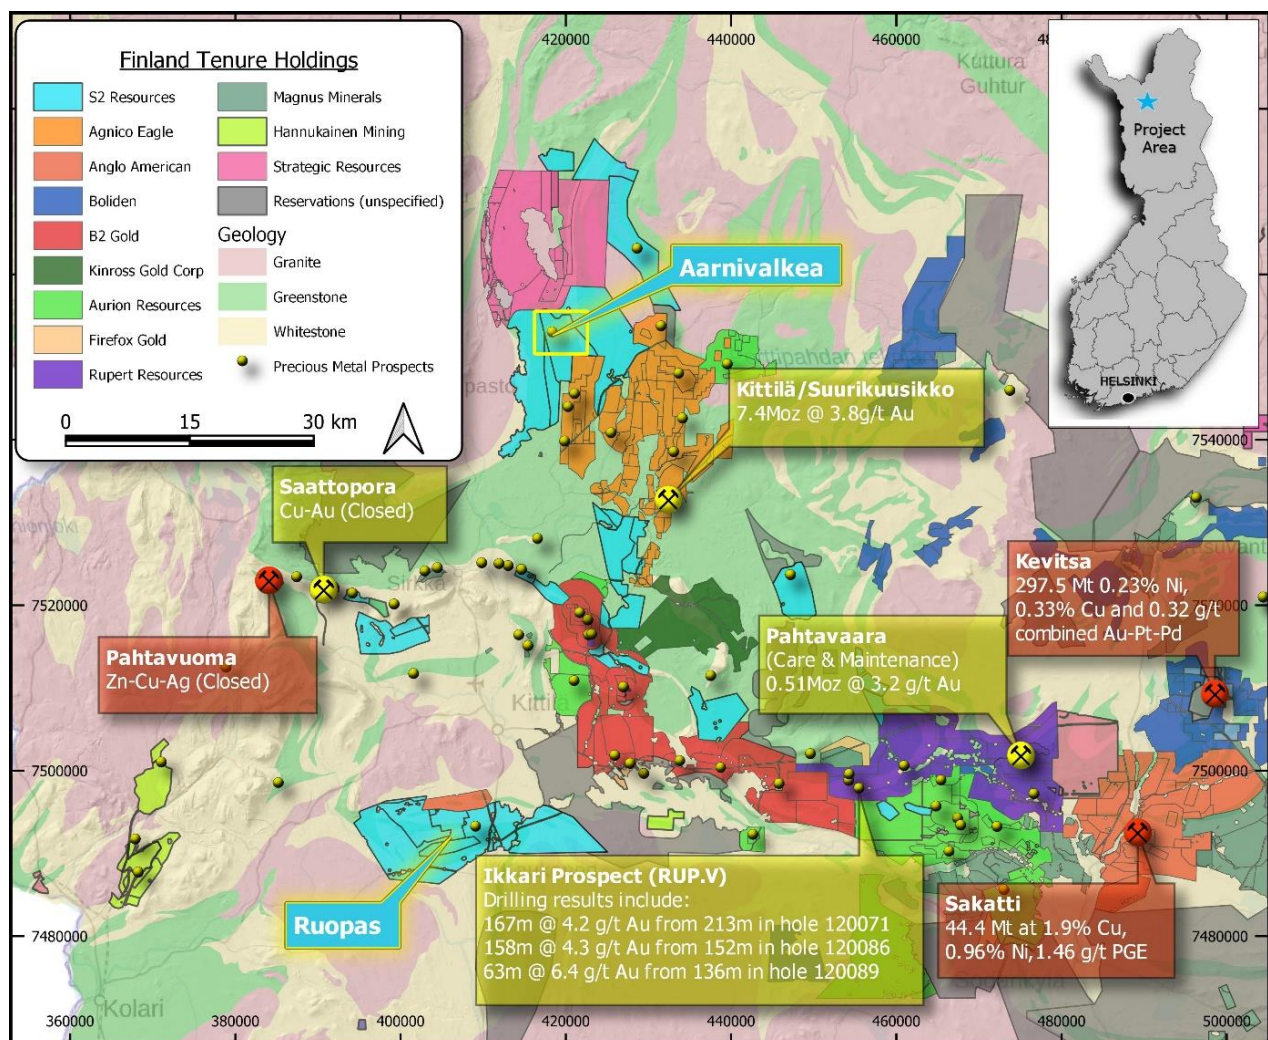 Finland Tenure Holdings
S2 Resources
Agnico Eagle
Anglo American
Boliden
B2 Gold
Kinross Gold Corp
Aurion Resources
Firefox Gold
Rupert Resources
Magnus Minerals
Hannukainen Mining
Strategic Resources
Reservations (unspecified)
Geology
Granite
Greenstone
Whitestone
Precious Metal Prospects
0 15 30 km
420000 440000 460000
Kuttura
Guhtur
Project
Area
HELSINKI
Aarnivalkea
Kittilä/Suurikuusikko
7.4Moz @ 3.8g/t Au
7540000
Saattopora
Cu-Au (Closed)
Sirkka
7520000
Pahtavuoma
Zn-Cu-Ag (Closed)
Kevitsa
297.5 Mt 0.23% Ni,
0.33% Cu and 0.32 g/t
combined Au-Pt-Pd
Pahtavaara
(Care & Maintenance)
0.51Moz @ 3.2 g/t Au
Kittilä
7500000
7500000
Ikkari Prospect (RUP.V)
Drilling results include:
167m @ 4.2 g/t Au from 213m in hole 120071
158m @ 4.3 g/t Au from 152m in hole 120086
63m @ 6.4 g/t Au from 136m in hole 120089
Ruopas
Sakatti
44.4 Mt at 1.9% Cu,
0.96% Ni,1.46 g/t PGE
7480000
7480000
Kolari
360000 380000 400000 420000 440000 460000 480000 500000